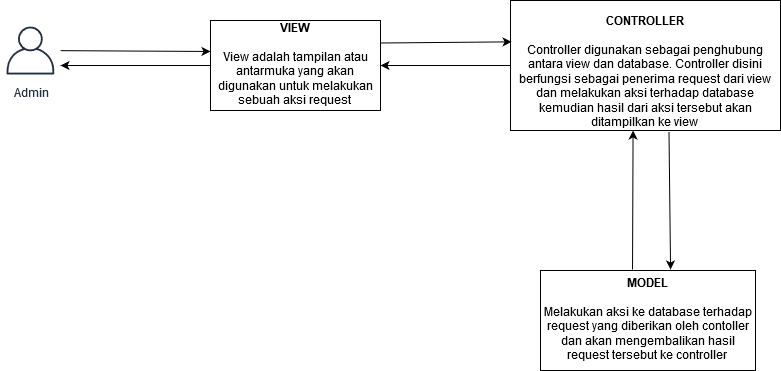 Admin
VIEW
View adalah tampilan atau
antarmuka yang akan
digunakan untuk melakukan
sebuah aksi request
CONTROLLER
Controller digunakan sebagai penghubung
antara view dan database. Controller disini
berfungsi sebagai penerima request dari view
dan melakukan aksi terhadap database
kemudian hasil dari aksi tersebut akan
ditampilkan ke view
MODEL
Melakukan aksi ke database terhadap
request yang diberikan oleh contoller
dan akan mengembalikan hasil
request tersebut ke controller